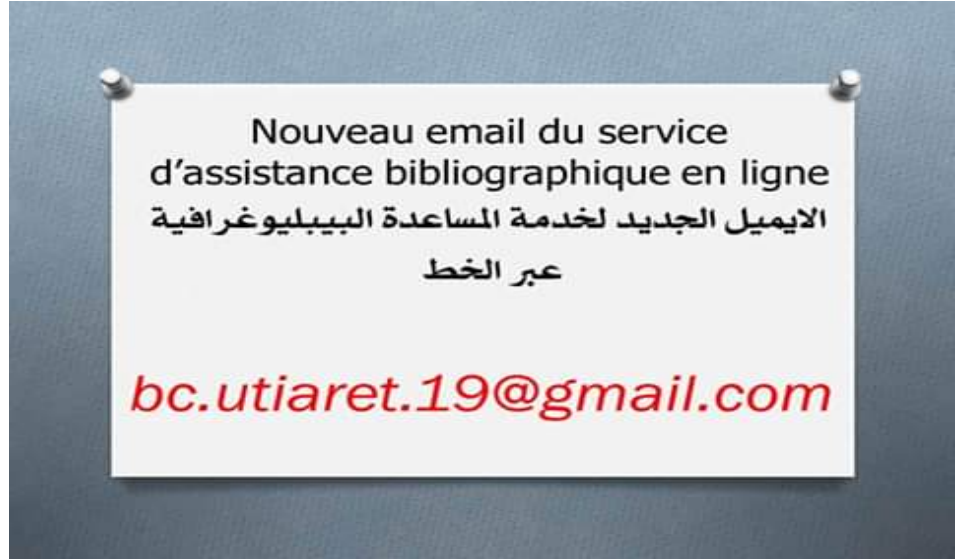 Nouveau email du service
d'assistance bibliographique en ligne
الايميل الجديد لخدمة المساعدة البيبليوغرافية
عبر الخط
bc.utiaret.19@gmail.com